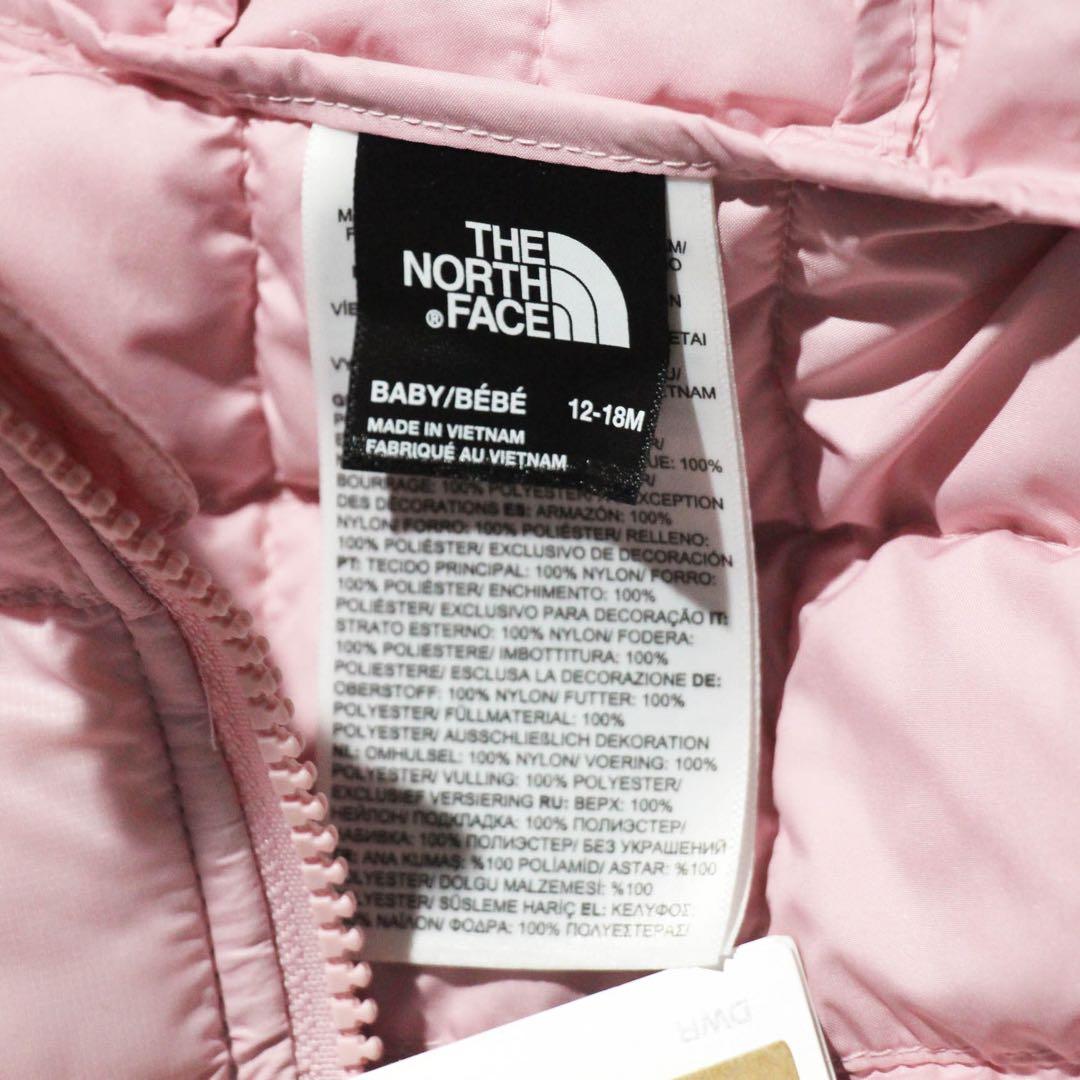 THE
NORTH
®FACE
BABY/BÉBÉ 12-18M
MADE IN VIETNAM
FABRIQUÉ AU VIETNAM
ETAI
TNAM
UE: 100%
BOURRAGE: 100% POLYESTER/ EXCEPTION
DES DÉCORATIONS ES: ARMAZÓN: 100%
NYLON/ FORRO: 100% POLIÉSTER/ RELLENO:
100% POLIÉSTER/ EXCLUSIVO DE DECORACIÓN
PT: TECIDO PRINCIPAL: 100% NYLON/ FORRO:
100% POLIÉSTER/ ENCHIMENTO: 100%
POLIÉSTER/ EXCLUSIVO PARA DECORAÇÃO IT:
STRATO ESTERNO: 100% NYLON/ FODERA:
100% POLIESTERE/ IMBOTTITURA: 100%
POLIESTERE/ ESCLUSA LA DECORAZIONE DE:
OBERSTOFF: 100% NYLON/ FUTTER: 100%
POLYESTER/ FÜLLMATERIAL: 100%
POLYESTER/ AUSSCHLIEßLICH DEKORATION
NL: OMHULSEL: 100% NYLON/ VOERING: 100%
POLYESTER/ VULLING: 100% POLYESTER/
EXCLUSIEF VERSIERING RU: ВЕРХ: 100%
НЕЙЛОН/ ПОДКЛАДКА: 100% ПОЛИЭСТЕР/
НАБИВКА: 100% ПОЛИЭСТЕР/ БЕЗ УКРАШЕНИЙ
ANA KUMAŞ: %100 POLİAMİD/ ASTAR: %100
LYESTER/ DOLGU MALZEMESİ: %100
LYESTER/ SÜSLEME HARİÇ EL: ΚΕΛΥΦΟΣ:
% ΝΑΪΛΟΝ/ ΦΟΔΡΑ: 100% ΠΟΛΥΕΣΤΕΡΑΣ/
DWR